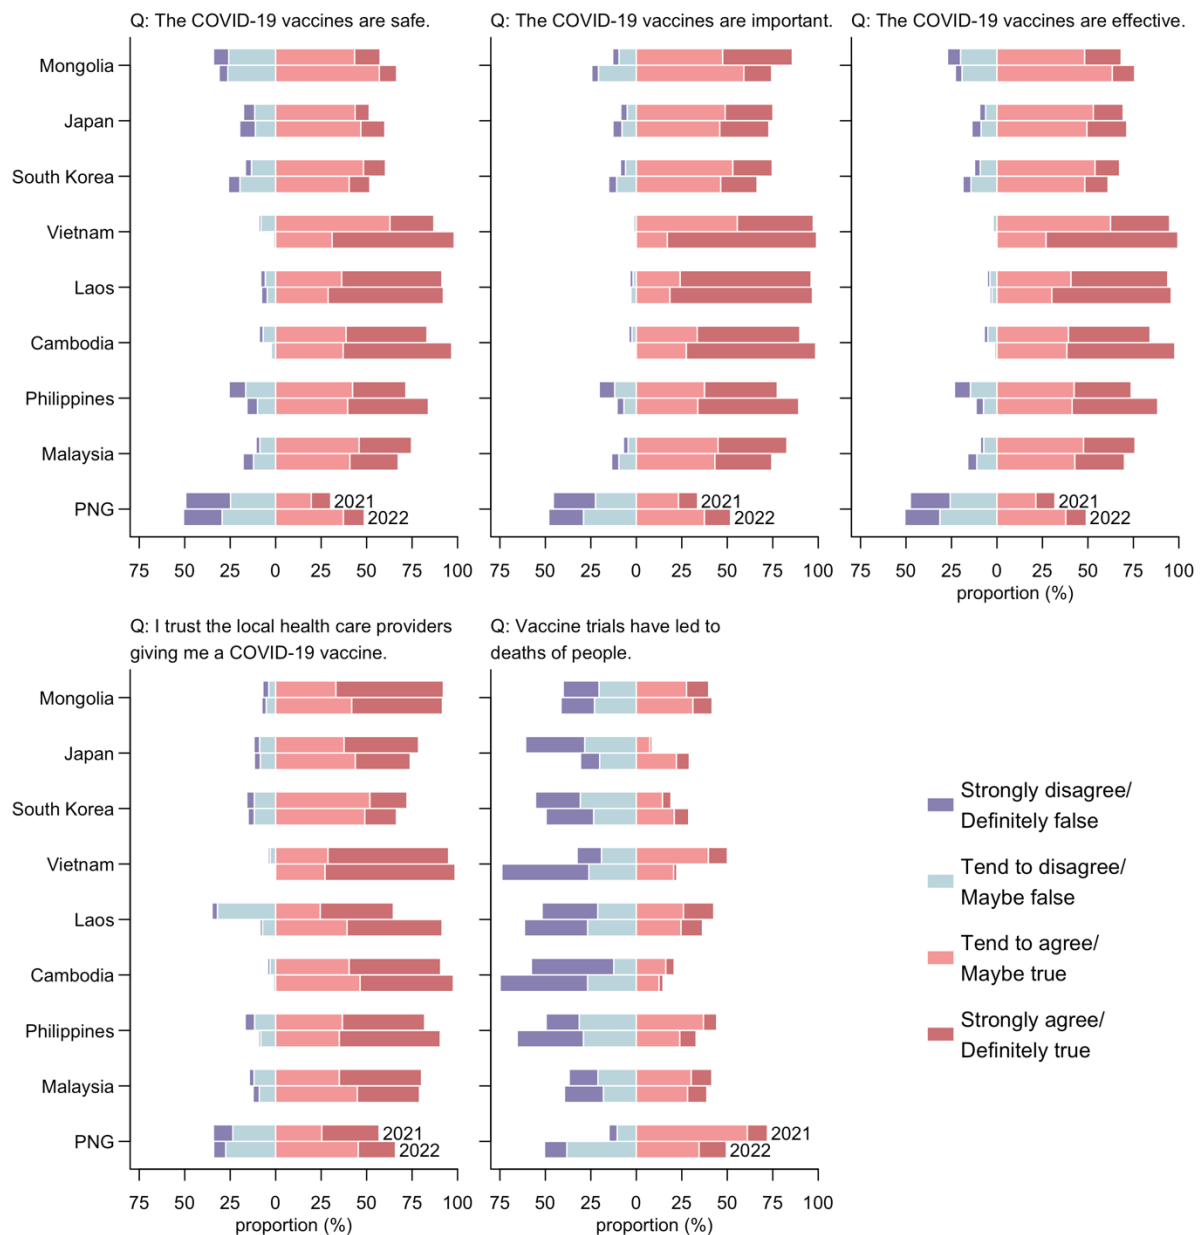 Q: The COVID-19 vaccines are safe.
Q: The COVID-19 vaccines are important.
Q: The COVID-19 vaccines are effective.
Mongolia
Japan
South Korea
Vietnam
Laos
Cambodia
Philippines
Malaysia
PNG
2021
2022
2021
2022
2021
2022
75 50 25 0 25 50 75 100
75 50 25 0 25 50 75 100
75 50 25 0 25 50 75 100
proportion (%)
Q: I trust the local health care providers
giving me a COVID-19 vaccine.
Q: Vaccine trials have led to
deaths of people.
Mongolia
Japan
South Korea
Vietnam
Laos
Cambodia
Philippines
Malaysia
PNG
2021
2022
2021
2022
75 50 25 0 25 50 75 100
proportion (%)
75 50 25 0 25 50 75 100
proportion (%)
Strongly disagree/
Definitely false
Tend to disagree/
Maybe false
Tend to agree/
Maybe true
Strongly agree/
Definitely true